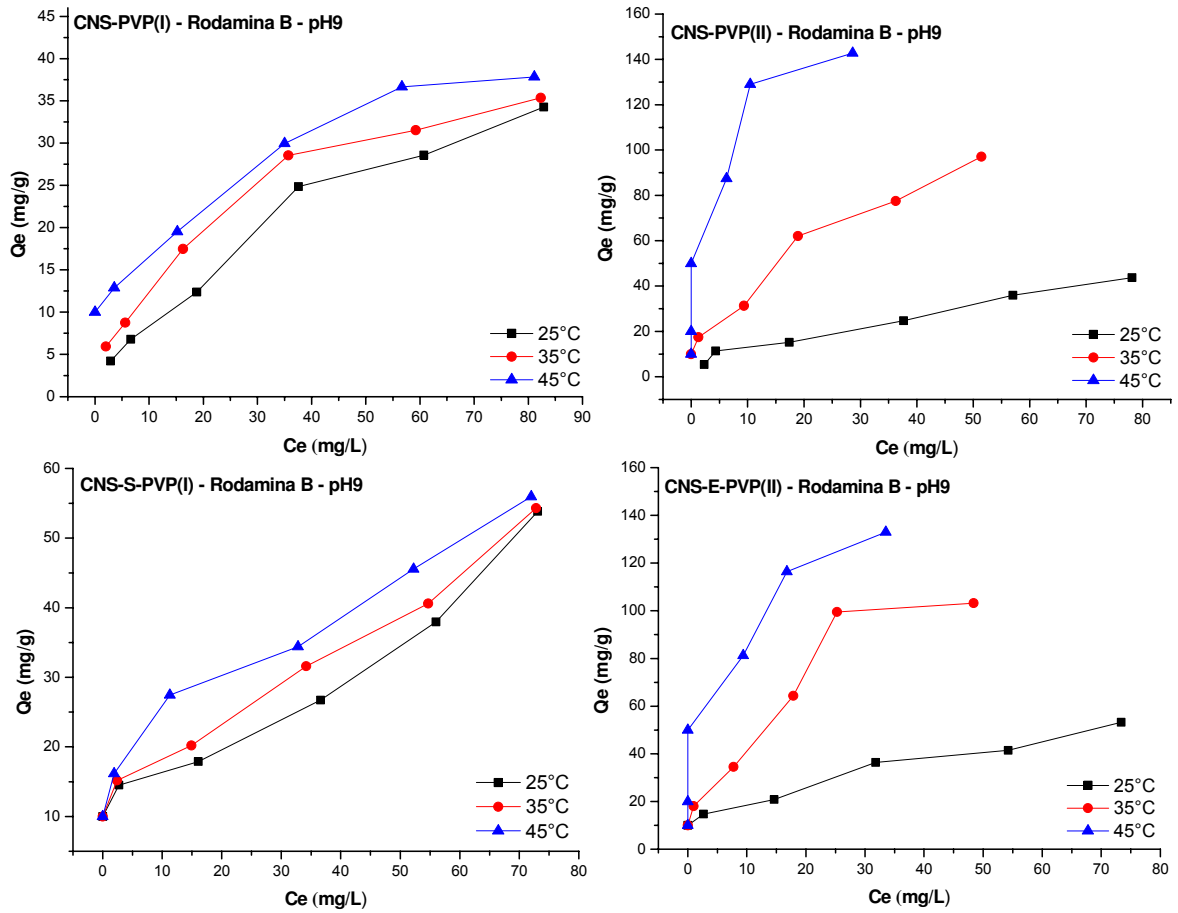 CNS-PVP(I) - Rodamina B - pH9
45
40
35
30
25
20
15
10
5
0
Qe (mg/g)
25°C
35°C
45°C
0 10 20 30 40 50 60 70 80 90
Ce (mg/L)
CNS-PVP(II) - Rodamina B - pH9
160
140
120
100
80
60
40
20
0
Qe (mg/g)
25°C
35°C
45°C
0 10 20 30 40 50 60 70 80
Ce (mg/L)
CNS-S-PVP(I) - Rodamina B - pH9
60
50
40
30
20
10
Qe (mg/g)
25°C
35°C
45°C
0 10 20 30 40 50 60 70 80
Ce (mg/L)
CNS-E-PVP(II) - Rodamina B - pH9
160
140
120
100
80
60
40
20
0
Qe (mg/g)
25°C
35°C
45°C
0 10 20 30 40 50 60 70 80
Ce (mg/L)